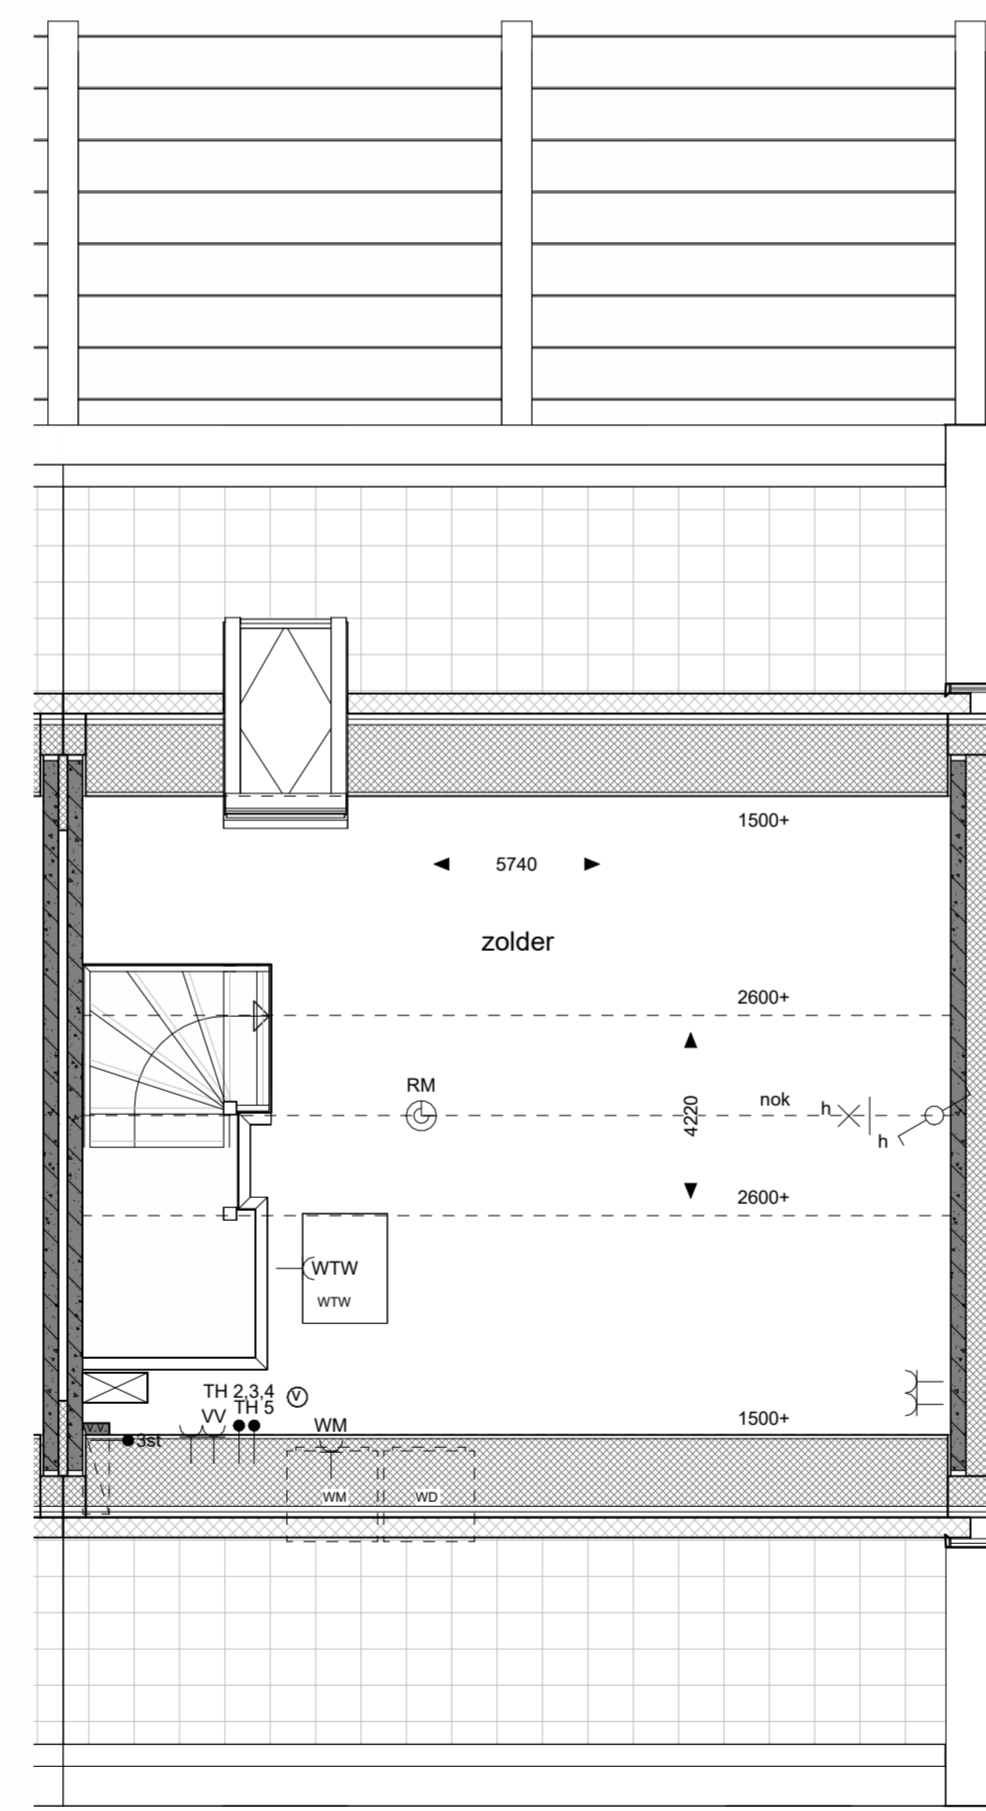 1500+
5740
zolder
2600+
RM
nok
h
h
4220
2600+
WTW
WTW
TH 2,3,4
V
TH 5
VV
WM
1500+
V.V.
3st
WM
WD